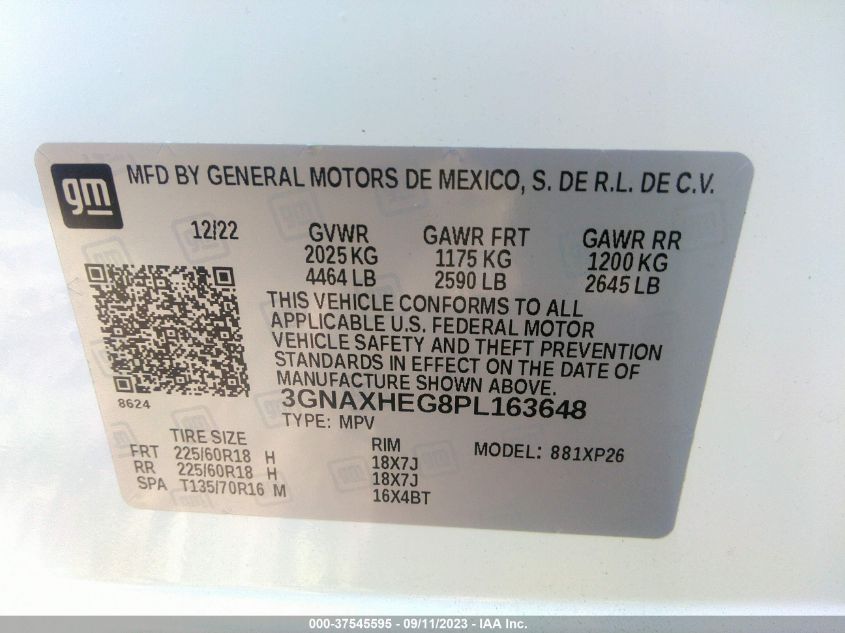 gm
MFD BY GENERAL MOTORS DE MEXICO, S. DE R.L. DE C.V.
12/22 GVWR GAWR FRT GAWR RR
2025 KG 1175 KG 1200 KG
4464 LB 2590 LB 2645 LB
THIS VEHICLE CONFORMS TO ALL
APPLICABLE U.S. FEDERAL MOTOR
VEHICLE SAFETY AND THEFT PREVENTION
STANDARDS IN EFFECT ON THE DATE OF
MANUFACTURE SHOWN ABOVE.
8624 3GNAXHEG8PL163648
TYPE: MPV
TIRE SIZE RIM MODEL: 881XP26
FRT 225/60R18 H 18X7J
RR 225/60R18 H 18X7J
SPA T135/70R16 M 16X4BT
000-37545595 - 09/11/2023 - IAA Inc.